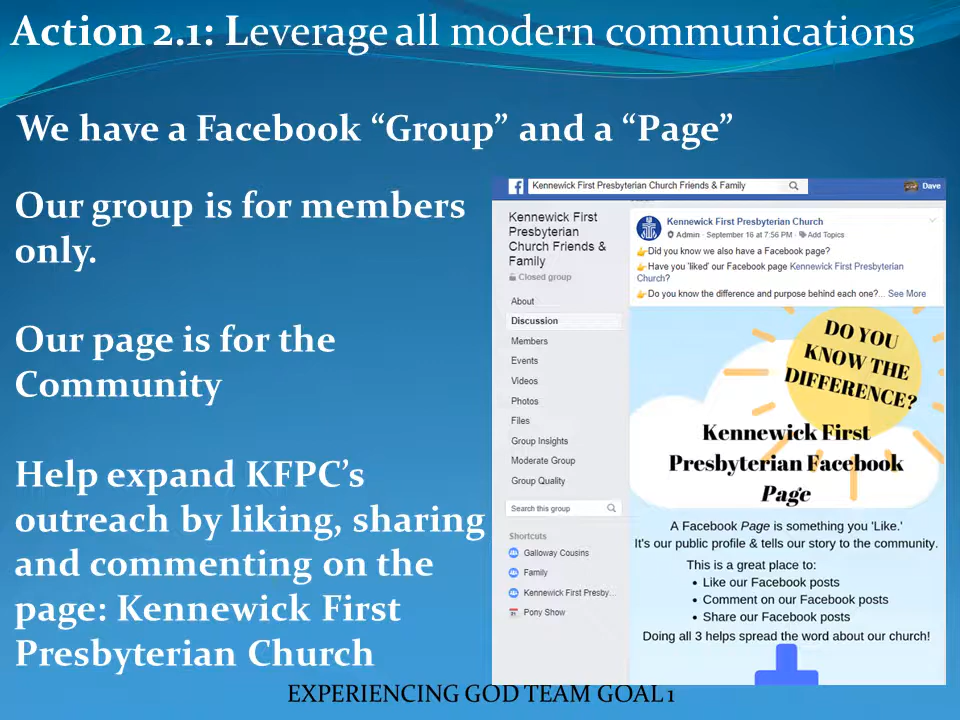 Action 2.1: Leverage all modern communications
We have a Facebook “Group” and a “Page”
Our group is for members
only.
Our page is for the
Community
Help expand KFPC’s
outreach by liking, sharing
and commenting on the
page: Kennewick First
Presbyterian Church
Kennewick First Presbyterian Church Friends & Family
Dave
Kennewick First
Presbyterian
Church Friends &
Family
Closed group
About
Discussion
Members
Events
Videos
Photos
Files
Group Insights
Moderate Group
Group Quality
Search this group
Shortcuts
Galloway Cousins
Family
Kennewick First Presby...
Pony Show
Kennewick First Presbyterian Church
Admin · September 16 at 7:56 PM · Add Topics
Did you know we also have a Facebook page?
Have you 'liked' our Facebook page Kennewick First Presbyterian
Church?
Do you know the difference and purpose behind each one?... See More
DO YOU
KNOW THE
DIFFERENCE?
Kennewick First
Presbyterian Facebook
Page
A Facebook Page is something you 'Like.'
It's our public profile & tells our story to the community.
This is a great place to:
• Like our Facebook posts
• Comment on our Facebook posts
• Share our Facebook posts
Doing all 3 helps spread the word about our church!
EXPERIENCING GOD TEAM GOAL 1